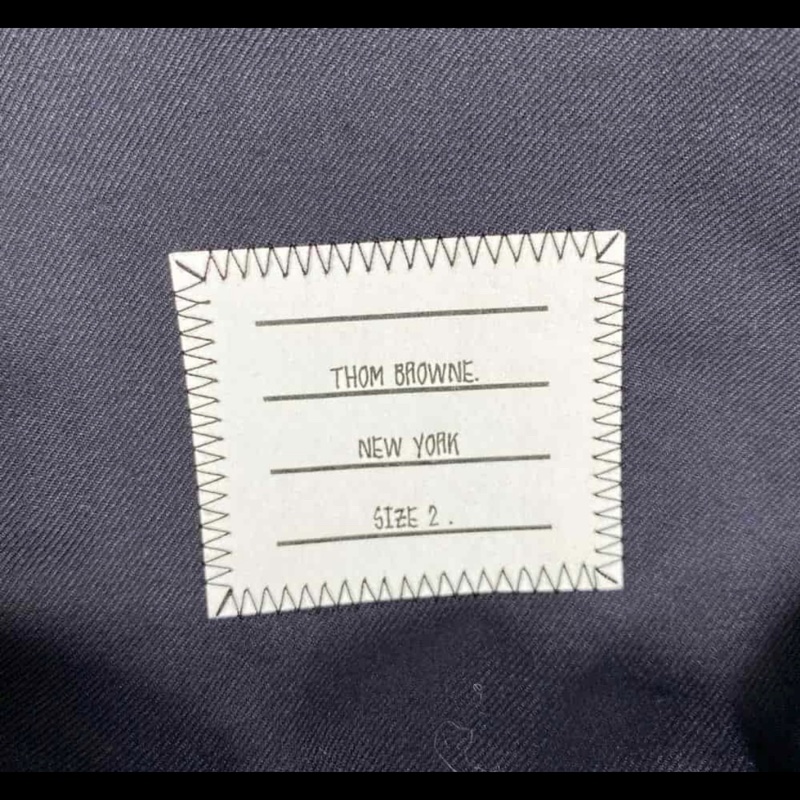 THOM BROWNE.
NEW YORK
SIZE 2 .